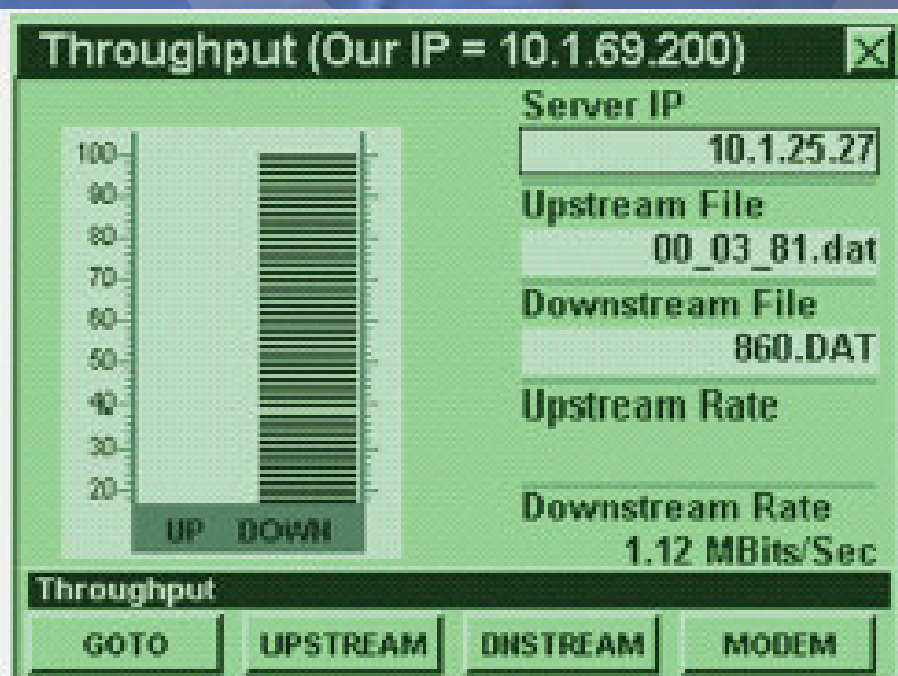 Throughput (Our IP = 10.1.69.200)
Server IP
10.1.25.27
Upstream File
00_03_81.dat
Downstream File
860.DAT
Upstream Rate
Downstream Rate
1.12 MBits/Sec
100
90
80
70
60
50
40
30
20
UP DOWN
Throughput
GOTO UPSTREAM DNSTREAM MODEM